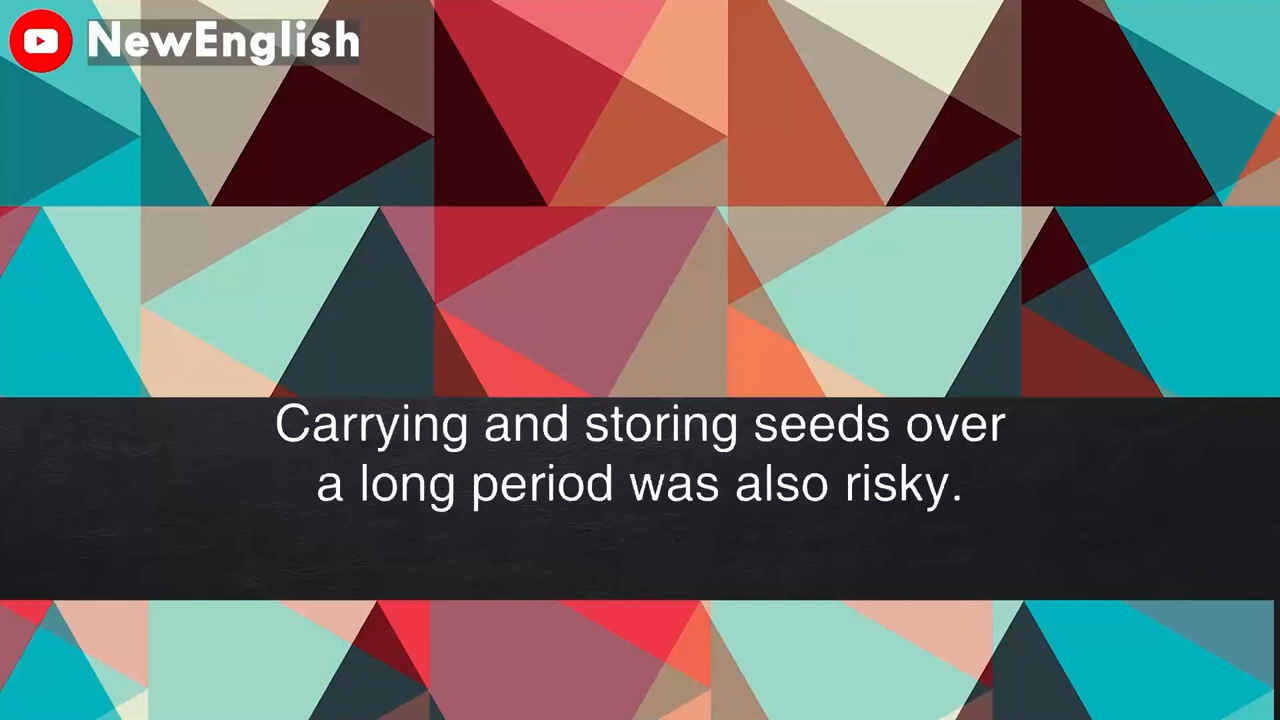 NewEnglish
Carrying and storing seeds over
a long period was also risky.